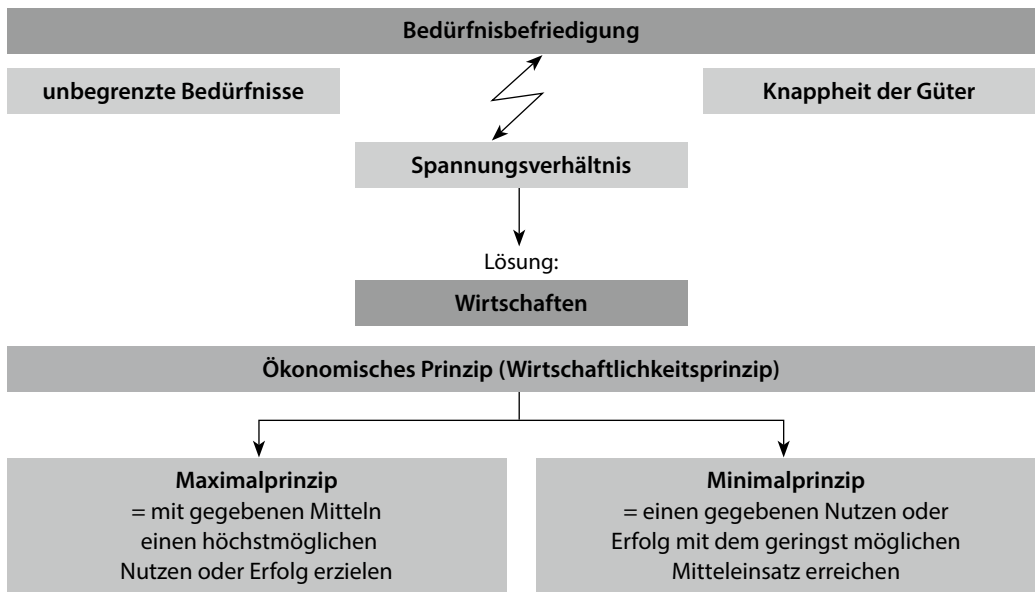 Bedürfnisbefriedigung
unbegrenzte Bedürfnisse
Knappheit der Güter
Spannungsverhältnis
Lösung:
Wirtschaften
Ökonomisches Prinzip (Wirtschaftlichkeitsprinzip)
Maximalprinzip
= mit gegebenen Mitteln
einen höchstmöglichen
Nutzen oder Erfolg erzielen
Minimalprinzip
= einen gegebenen Nutzen oder
Erfolg mit dem geringst möglichen
Mitteleinsatz erreichen